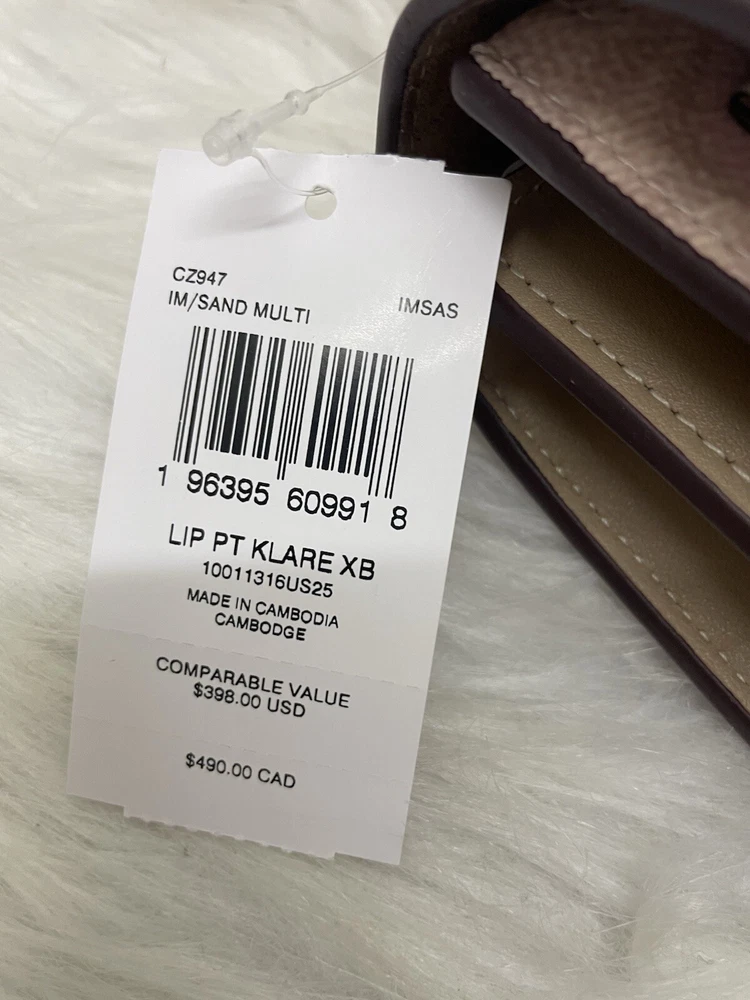 CZ947
IM/SAND MULTI IMSAS
1 96395 60991 8
LIP PT KLARE XB
10011316US25
MADE IN CAMBODIA
CAMBODGE
COMPARABLE VALUE
$398.00 USD
$490.00 CAD